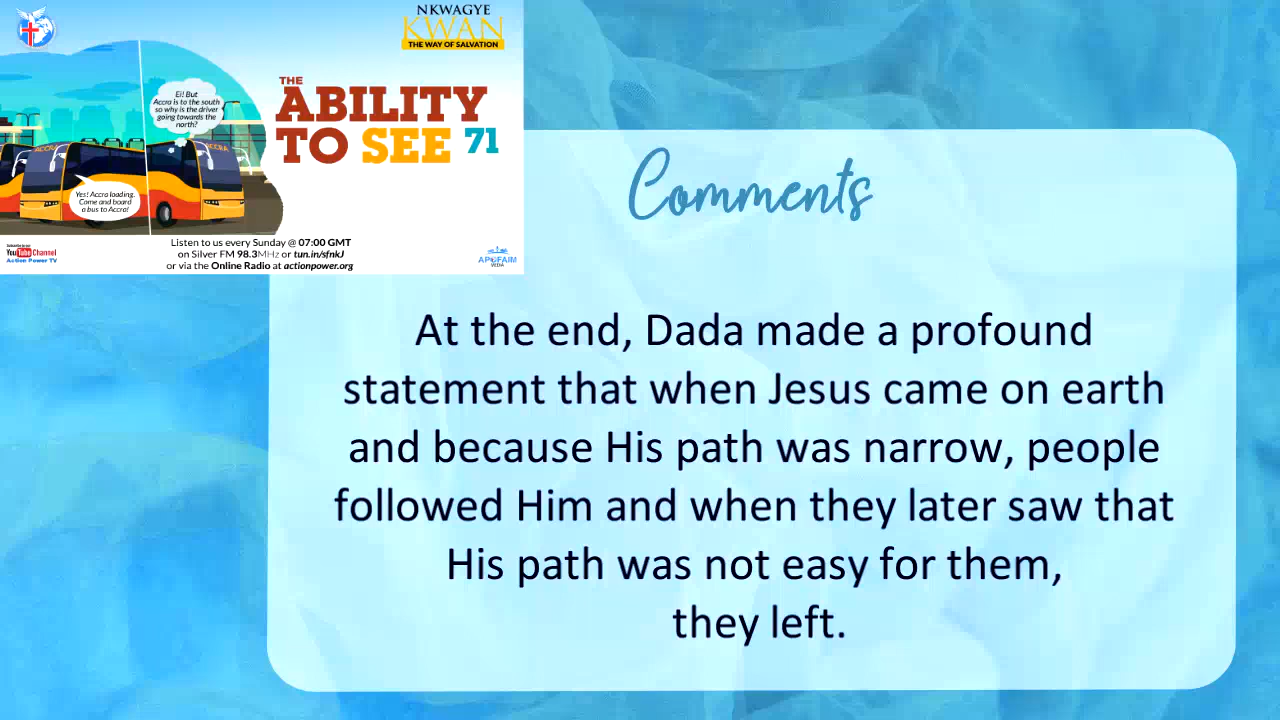 NKWAGYE
KWAN
THE WAY OF SALVATION
THE
ABILITY
TO SEE 71
Ei! But
Accra is to the south
so why is the driver
going towards the
north?
ACCRA
ACCRA
Yes! Accra loading.
Come and board
a bus to Accra!
Listen to us every Sunday @ 07:00 GMT
on Silver FM 98.3MHz or tun.in/sfnkJ
or via the Online Radio at actionpower.org
Subscribe to our
YouTube Channel
Action Power TV
APOFAIM
WIDA
Comments
At the end, Dada made a profound
statement that when Jesus came on earth
and because His path was narrow, people
followed Him and when they later saw that
His path was not easy for them,
they left.